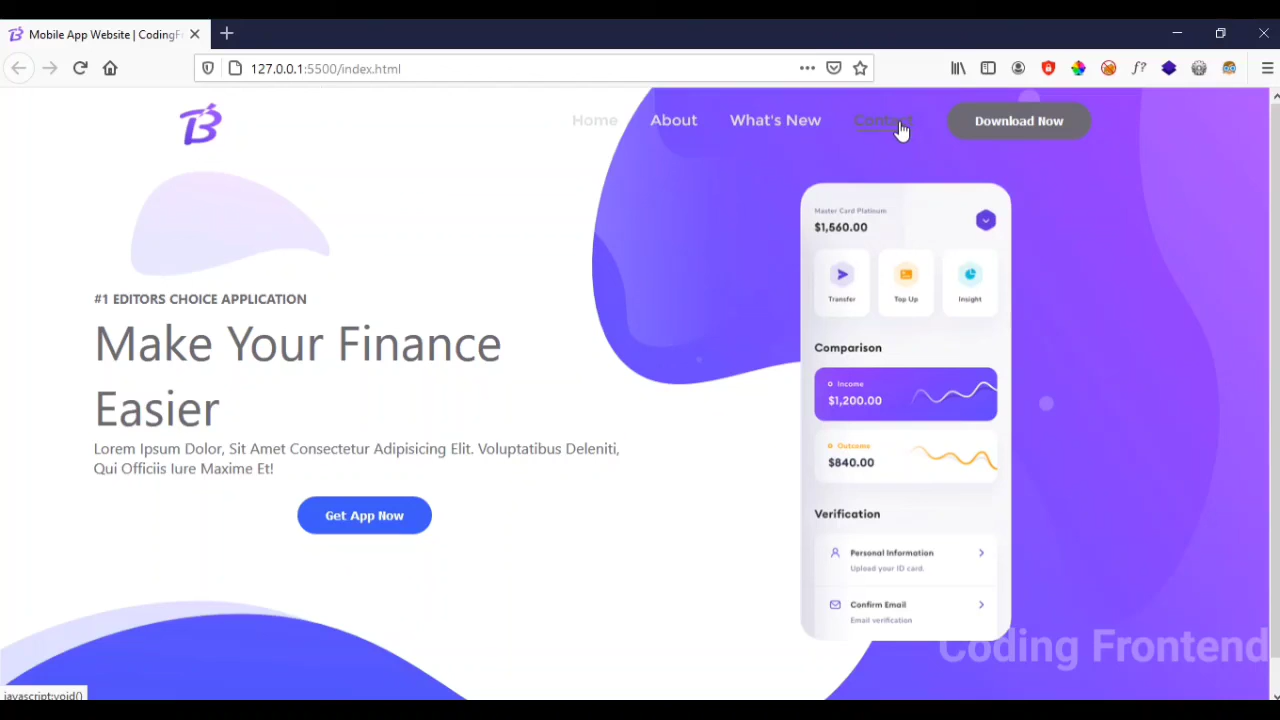 Mobile App Website | CodingFr
127.0.0.1:5500/index.html
Home About What's New Contact Download Now
#1 EDITORS CHOICE APPLICATION
Make Your Finance
Easier
Lorem Ipsum Dolor, Sit Amet Consectetur Adipisicing Elit. Voluptatibus Deleniti,
Qui Officiis Iure Maxime Et!
Get App Now
Master Card Platinum
$1,560.00
Transfer Top Up Insight
Comparison
Income
$1,200.00
Outcome
$840.00
Verification
Personal Information
Upload your ID card.
Confirm Email
Email verification
Coding Frontend
javascript:void()